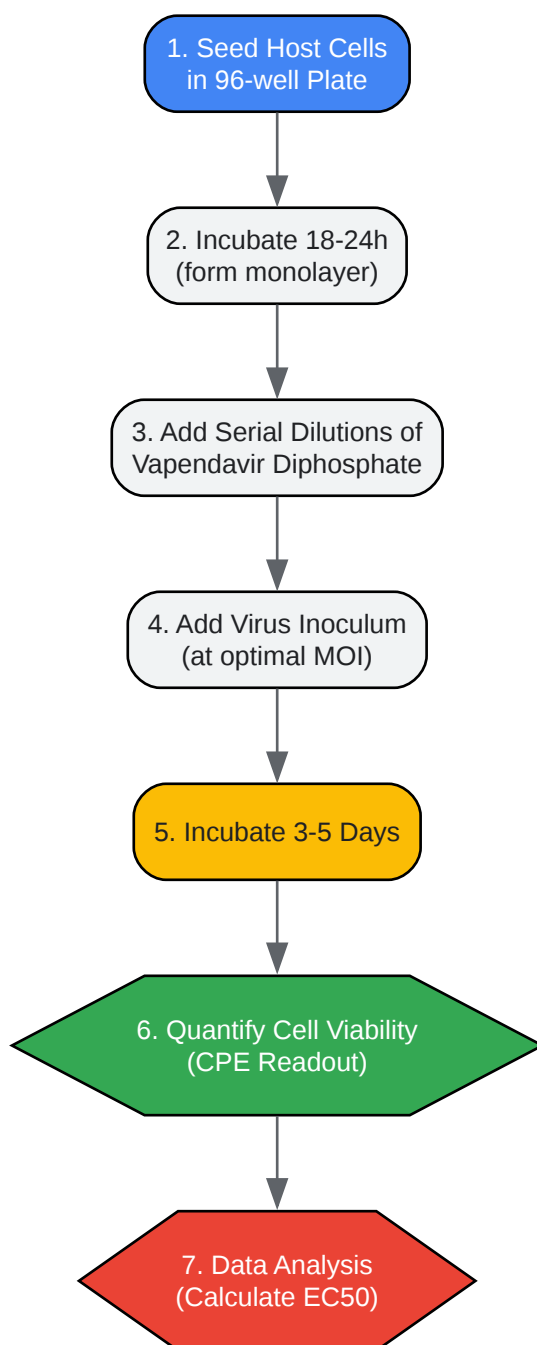 1. Seed Host Cells
in 96-well Plate
2. Incubate 18-24h
(form monolayer)
3. Add Serial Dilutions of
Vapendavir Diphosphate
4. Add Virus Inoculum
(at optimal MOI)
5. Incubate 3-5 Days
6. Quantify Cell Viability
(CPE Readout)
7. Data Analysis
(Calculate EC50)